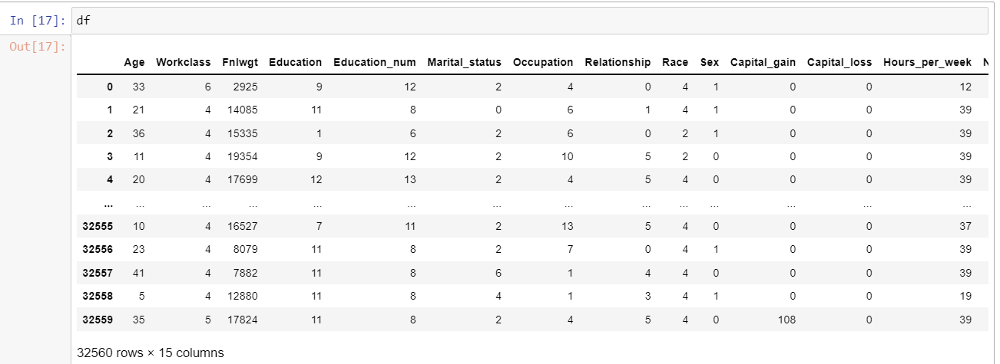 In [17]: df
Out[17]:
Age Workclass Fnlwgt Education Education_num Marital_status Occupation Relationship Race Sex Capital_gain Capital_loss Hours_per_week N
0 33 6 2925 9 12 2 4 0 4 1 0 0 12
1 21 4 14085 11 8 0 6 1 4 1 0 0 39
2 36 4 15335 1 6 2 6 0 2 1 0 0 39
3 11 4 19354 9 12 2 10 5 2 0 0 0 39
4 20 4 17699 12 13 2 4 5 4 0 0 0 39
... ... ... ... ... ... ... ... ... ... ... ... ... ...
32555 10 4 16527 7 11 2 13 5 4 0 0 0 37
32556 23 4 8079 11 8 2 7 0 4 1 0 0 39
32557 41 4 7882 11 8 6 1 4 4 0 0 0 39
32558 5 4 12880 11 8 4 1 3 4 1 0 0 19
32559 35 5 17824 11 8 2 4 5 4 0 108 0 39
32560 rows × 15 columns